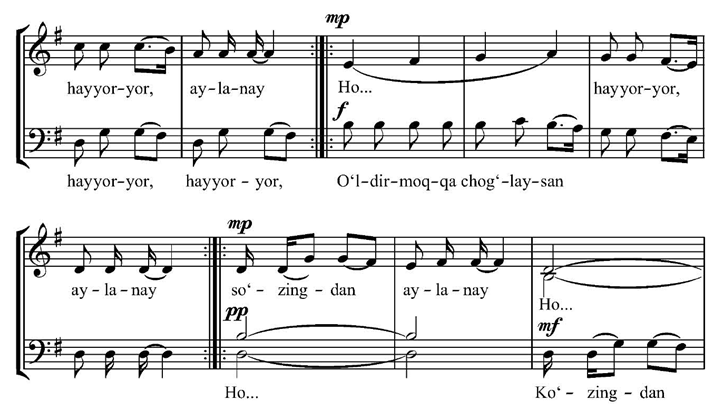 mp
hayyor-yor, ay-la-nay Ho... hayyor-yor,
f
hayyor-yor, hayyor-yor, O‘l-dir-moq-qa chog‘-lay-san
mp
ay-la-nay so‘-zing-dan ay-la-nay Ho...
pp mf
Ho... Ko‘-zing-dan